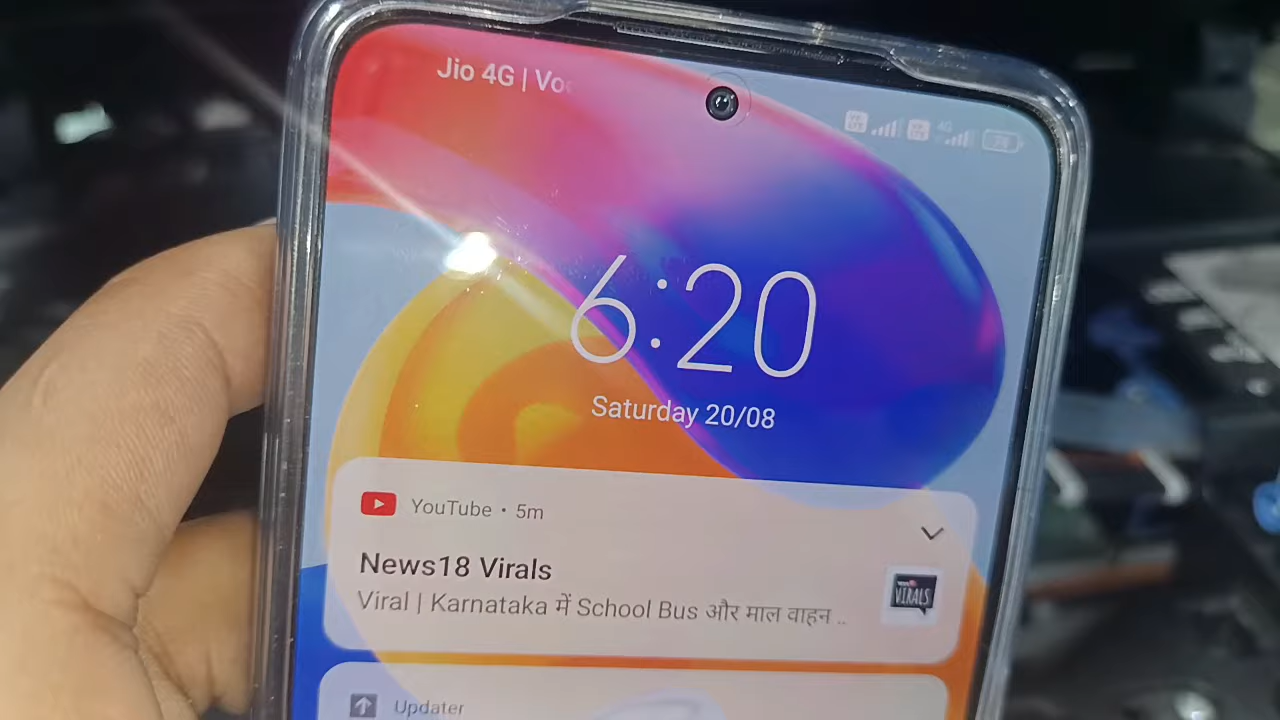 Jio 4G | Vo
4G
6:20
Saturday 20/08
YouTube • 5m
News18 Virals
Viral | Karnataka में School Bus और माल वाहन ..
VIRALS
Updater